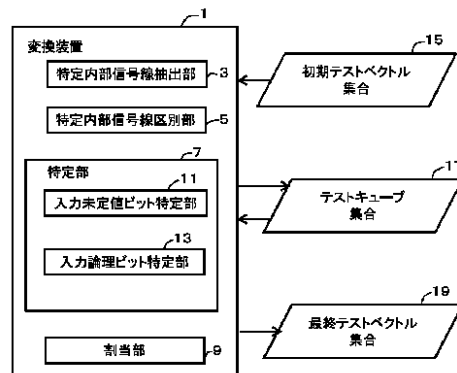 1
変換装置
特定内部信号線抽出部
3
特定内部信号線区別部
5
7
特定部
11
入力未定値ビット特定部
13
入力論理ビット特定部
割当部
9
15
初期テストベクトル
集合
17
テストキューブ
集合
19
最終テストベクトル
集合